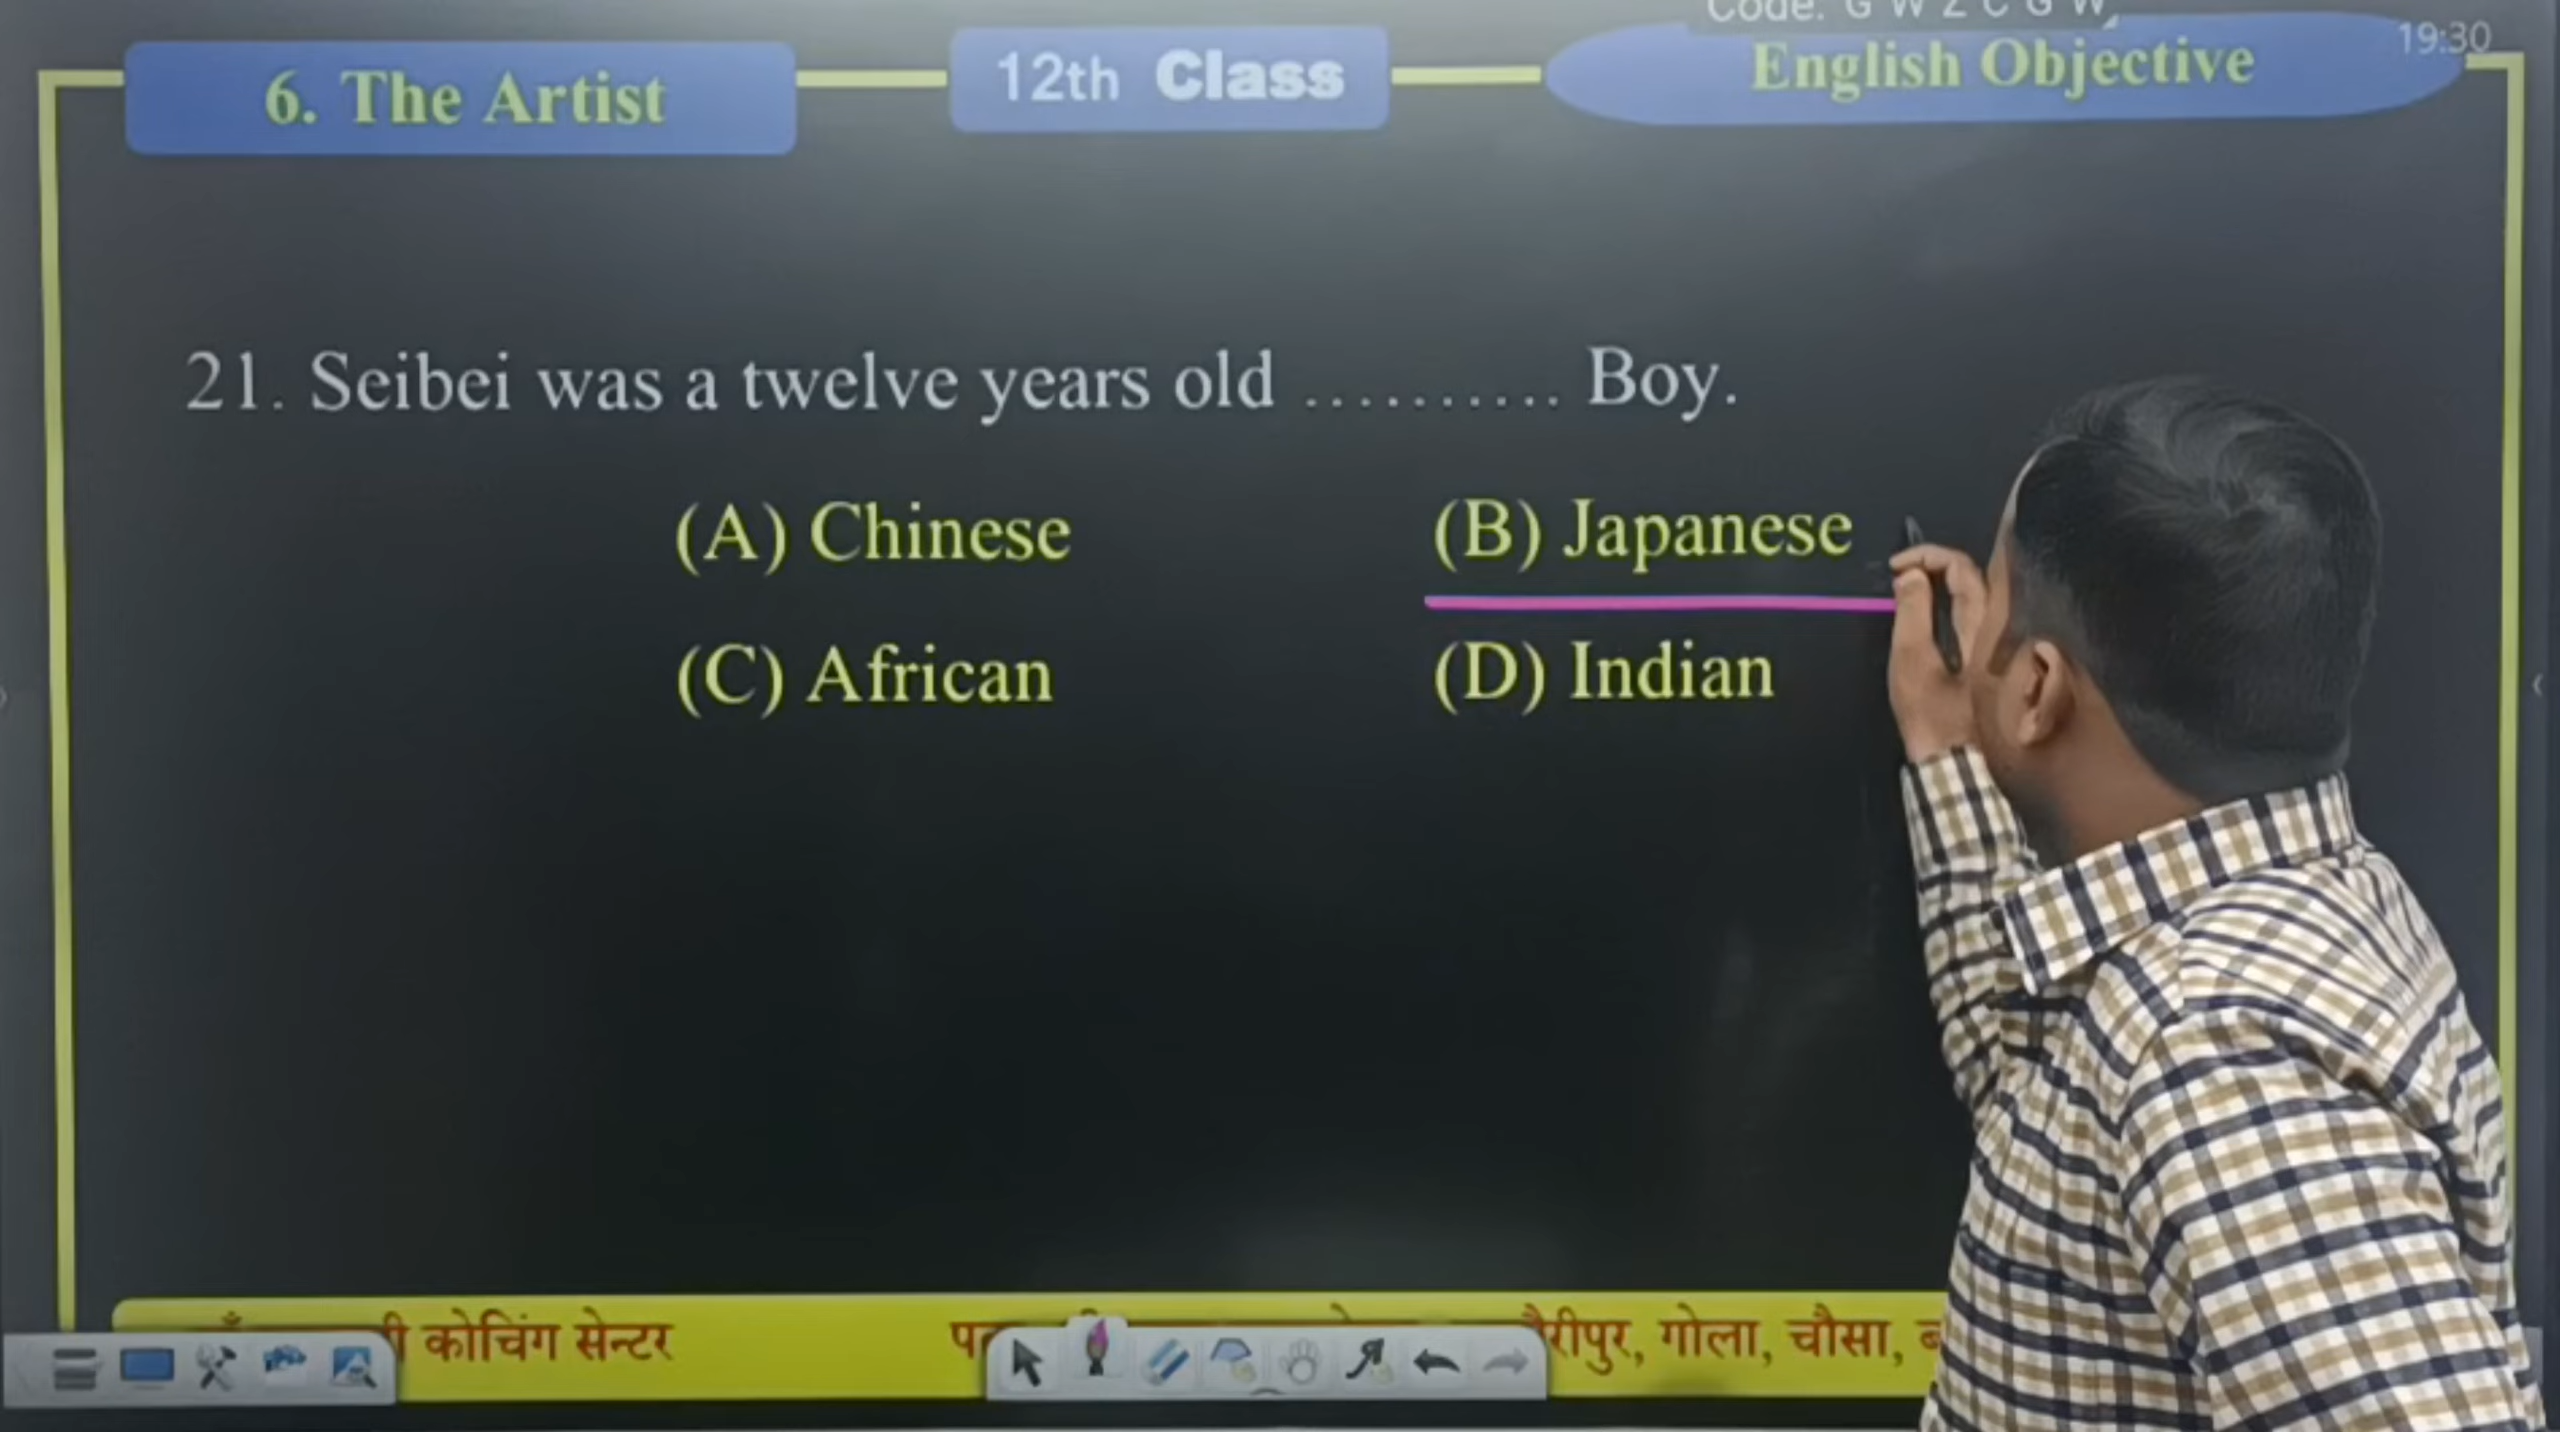 Code: G W Z C G W
19:30
6. The Artist
12th Class
English Objective
21. Seibei was a twelve years old .......... Boy.
(A) Chinese
(B) Japanese
(C) African
(D) Indian
कोचिंग सेन्टर
गोला, चौसा,